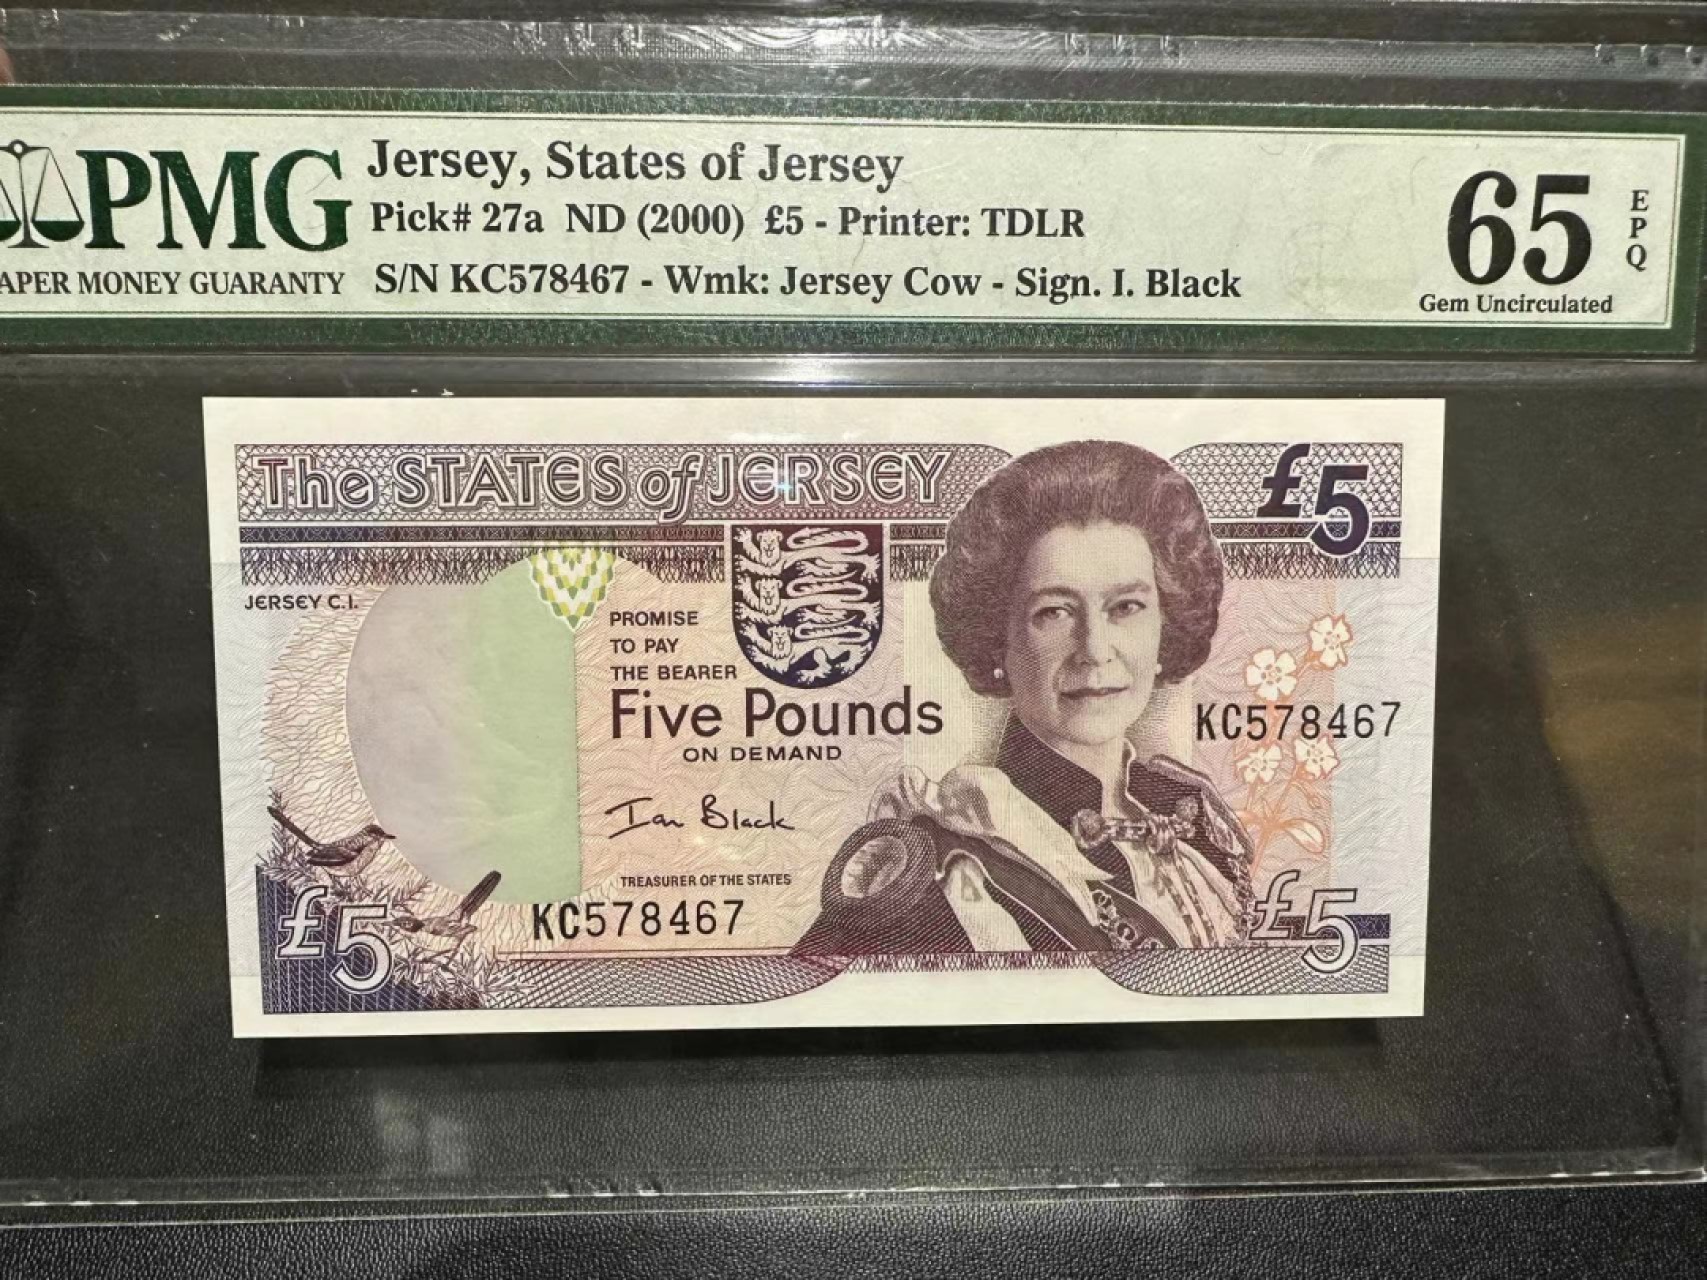 PMG
PAPER MONEY GUARANTY
Jersey, States of Jersey
Pick# 27a ND (2000) £5 - Printer: TDLR
S/N KC578467 - Wmk: Jersey Cow - Sign. I. Black
65
EPQ
Gem Uncirculated
The STATES of JERSEY
£5
JERSEY C.I.
PROMISE
TO PAY
THE BEARER
Five Pounds
ON DEMAND
KC578467
Ian Black
TREASURER OF THE STATES
KC578467
£5
£5